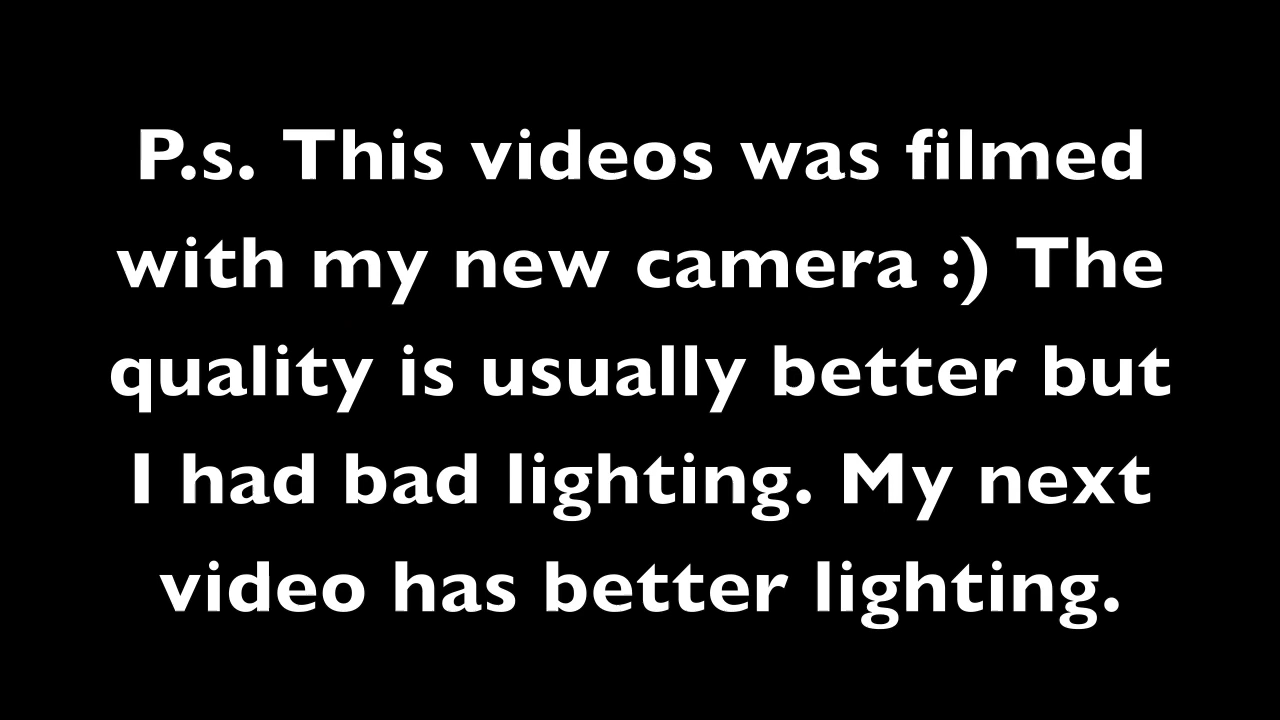 P.s. This videos was filmed
with my new camera :) The
quality is usually better but
I had bad lighting. My next
video has better lighting.